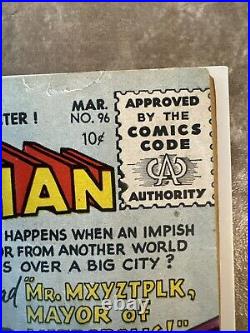 TER!
MAR.
NO. 96
10¢
APPROVED
BY THE
COMICS
CODE
CA
AUTHORITY
MAN
HAPPENS WHEN AN IMPISH
OR FROM ANOTHER WORLD
S OVER A BIG CITY?
"MR. MXYZTPLK,
MAYOR OF